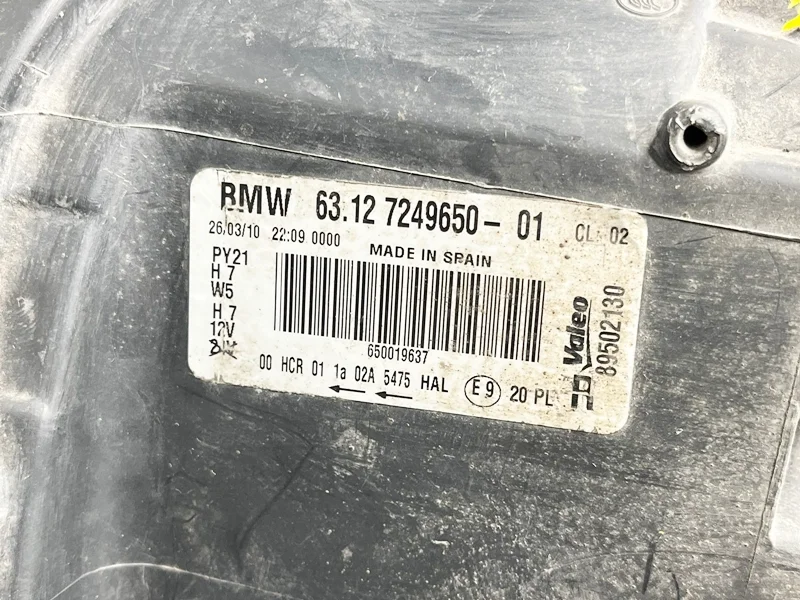 BMW 63.12 7249650-01 CL 02
26/03/10 22:09 0000 MADE IN SPAIN
PY21
H 7
W5
H 7
12V
650019637
00 HCR 01 1a 02A 5475 HAL E9 20 PL
Valeo
89502130